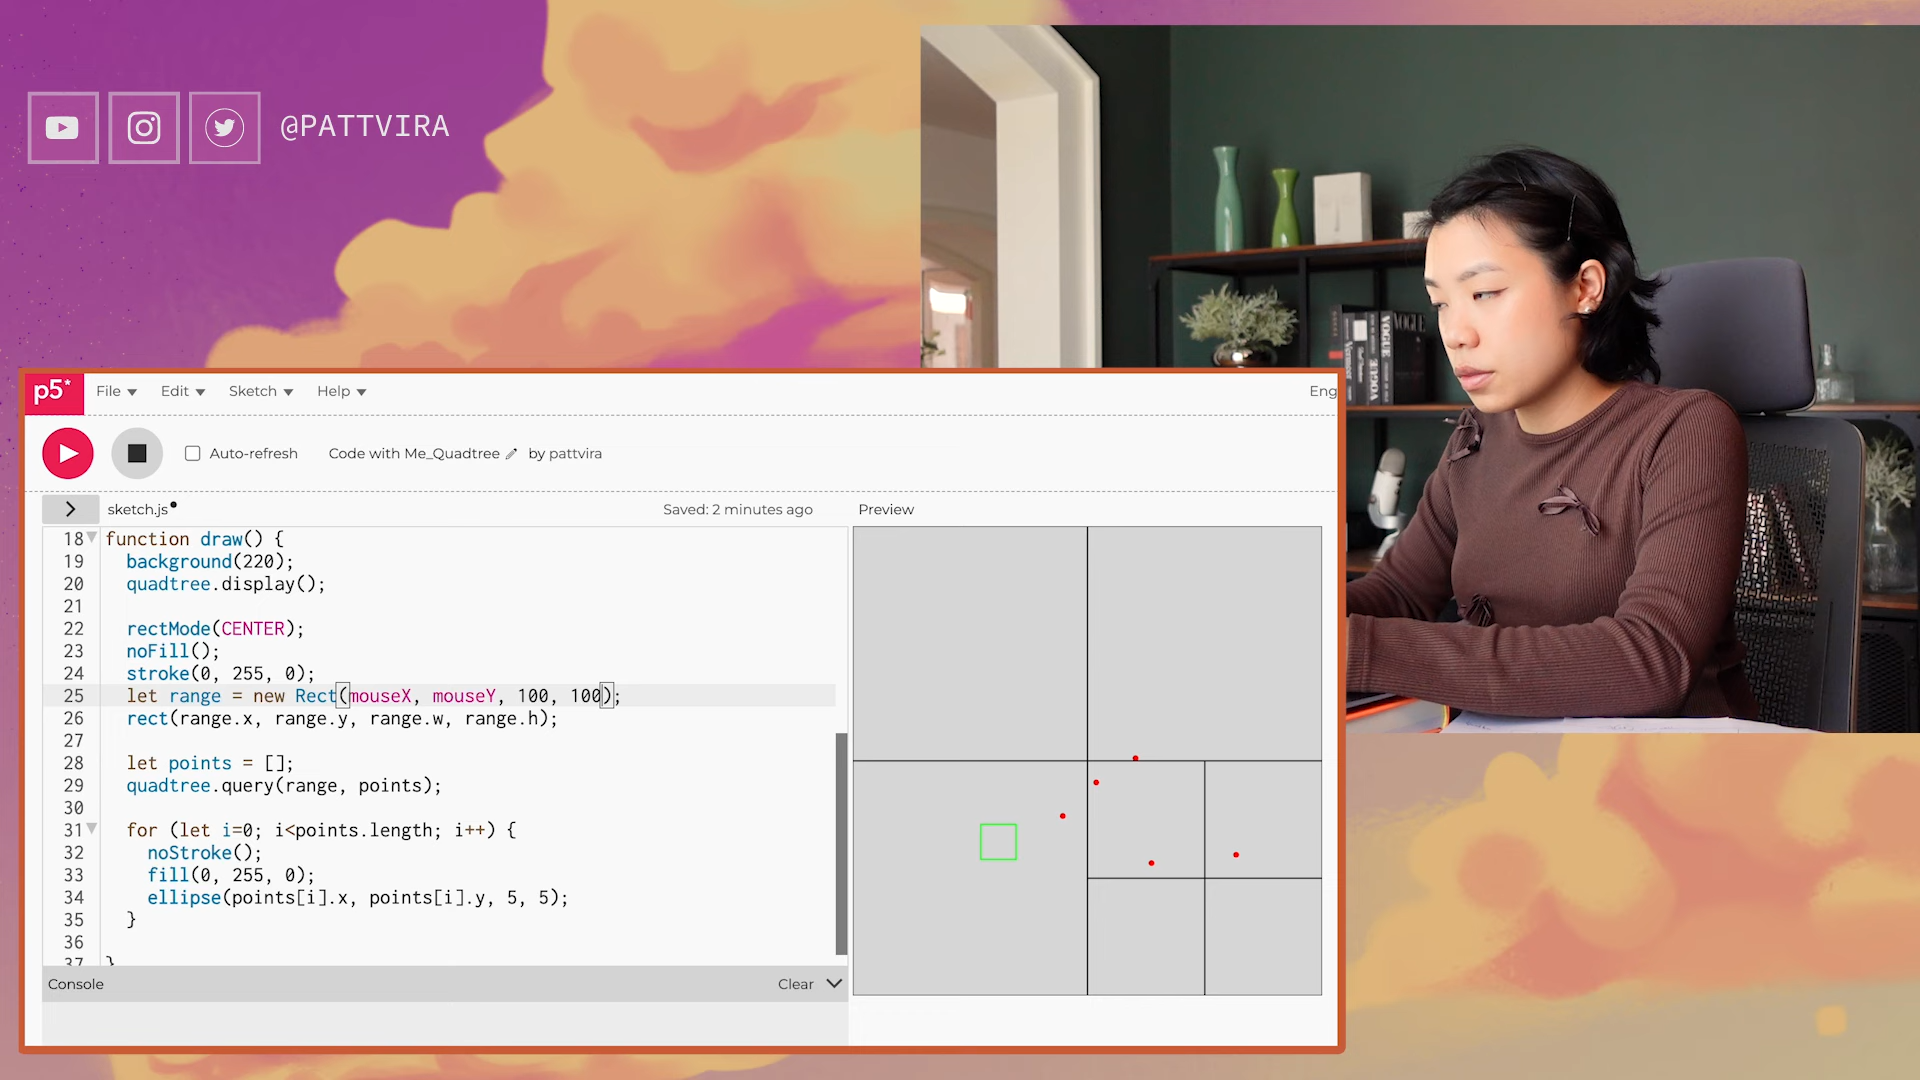 @PATTVIRA
VOGUE
VOGUE
p5*
File
Edit
Sketch
Help
Eng
Auto-refresh
Code with Me_Quadtree
by pattvira
sketch.js
Saved: 2 minutes ago
Preview
18 function draw() {
19 background(220);
20 quadtree.display();
21
22 rectMode(CENTER);
23 noFill();
24 stroke(0, 255, 0);
25 let range = new Rect(mouseX, mouseY, 100, 100);
26 rect(range.x, range.y, range.w, range.h);
27
28 let points = [];
29 quadtree.query(range, points);
30
31 for (let i=0; i<points.length; i++) {
32 noStroke();
33 fill(0, 255, 0);
34 ellipse(points[i].x, points[i].y, 5, 5);
35 }
36
37 }
Console
Clear